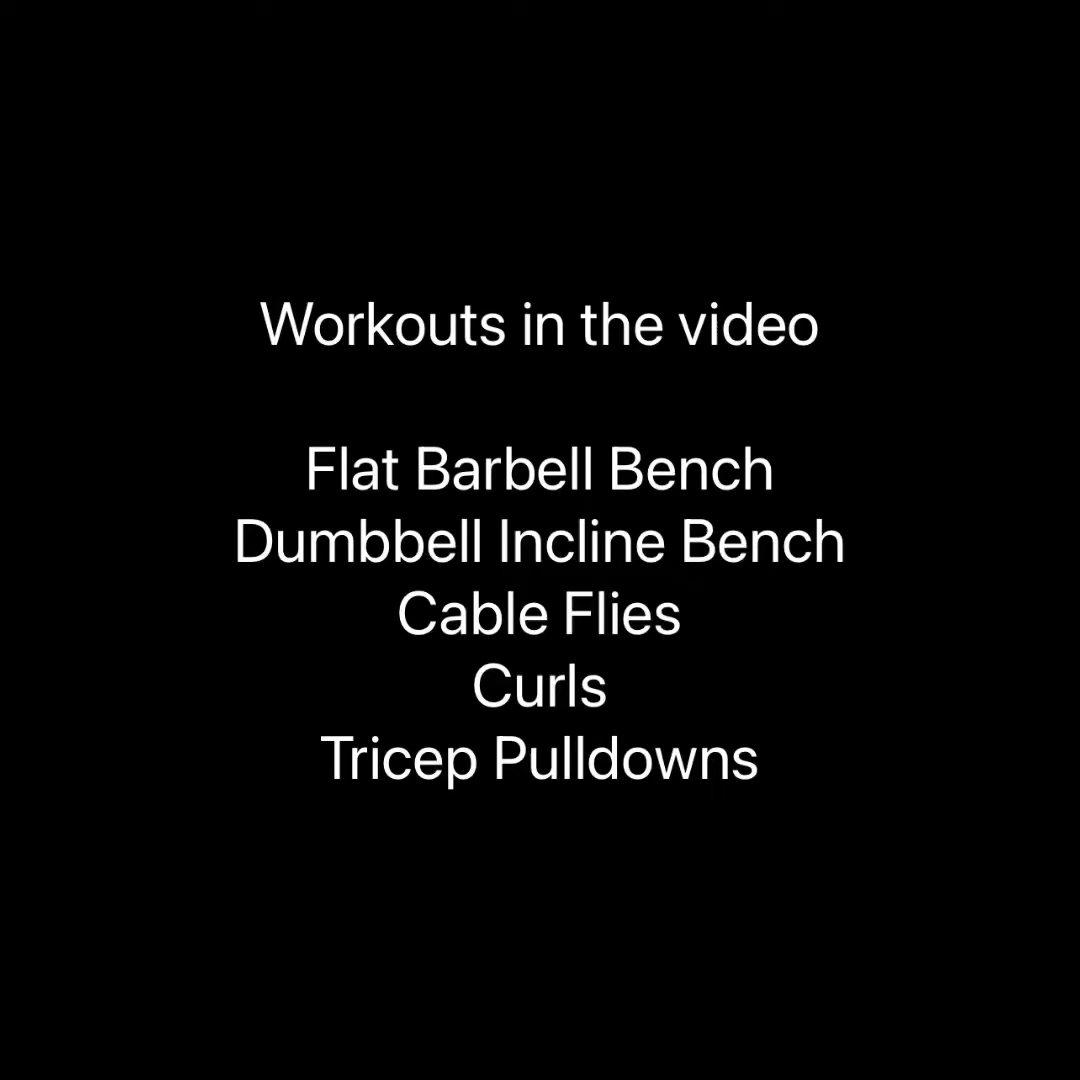 Workouts in the video
Flat Barbell Bench
Dumbbell Incline Bench
Cable Flies
Curls
Tricep Pulldowns